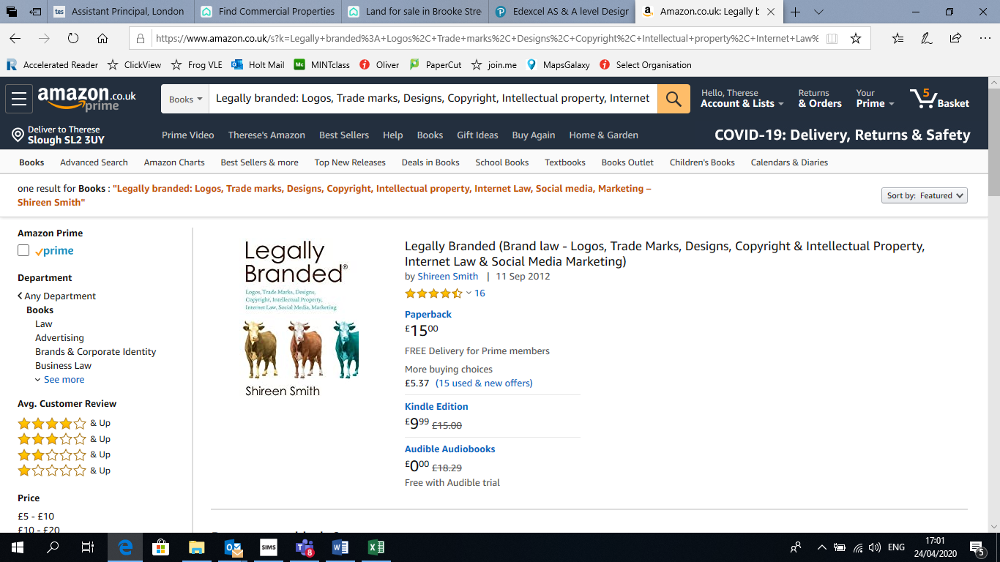 tes Assistant Principal, London
Find Commercial Properties
Land for sale in Brooke Stre
Edexcel AS & A level Design
Amazon.co.uk: Legally b
https://www.amazon.co.uk/s?k=Legally+branded%3A+Logos%2C+Trade+marks%2C+Designs%2C+Copyright%2C+Intellectual+property%2C+Internet+Law%
Accelerated Reader
ClickView
Frog VLE
Holt Mail
Mc MINTclass
Oliver
PaperCut
join.me
MapsGalaxy
Select Organisation
amazon.co.uk
prime
Books
Legally branded: Logos, Trade marks, Designs, Copyright, Intellectual property, Internet
Hello, Therese
Account & Lists
Returns
& Orders
Your
Prime
5
Basket
Deliver to Therese
Slough SL2 3UY
Prime Video
Therese's Amazon
Best Sellers
Help
Books
Gift Ideas
Buy Again
Home & Garden
COVID-19: Delivery, Returns & Safety
Books
Advanced Search
Amazon Charts
Best Sellers & more
Top New Releases
Deals in Books
School Books
Textbooks
Books Outlet
Children's Books
Calendars & Diaries
one result for Books : "Legally branded: Logos, Trade marks, Designs, Copyright, Intellectual property, Internet Law, Social media, Marketing –
Shireen Smith"
Sort by: Featured
Amazon Prime
prime
Department
Any Department
Books
Law
Advertising
Brands & Corporate Identity
Business Law
See more
Avg. Customer Review
& Up
& Up
& Up
& Up
Price
£5 - £10
£10 - £20
Legally
Branded®
Logos, Trade Marks, Designs,
Copyright, Intellectual Property,
Internet Law, Social Media, Marketing
Shireen Smith
Legally Branded (Brand law - Logos, Trade Marks, Designs, Copyright & Intellectual Property,
Internet Law & Social Media Marketing)
by Shireen Smith | 11 Sep 2012
16
Paperback
£1500
FREE Delivery for Prime members
More buying choices
£5.37 (15 used & new offers)
Kindle Edition
£999 £15.00
Audible Audiobooks
£000 £18.29
Free with Audible trial
SIMS
8
ENG
17:01
24/04/2020
5